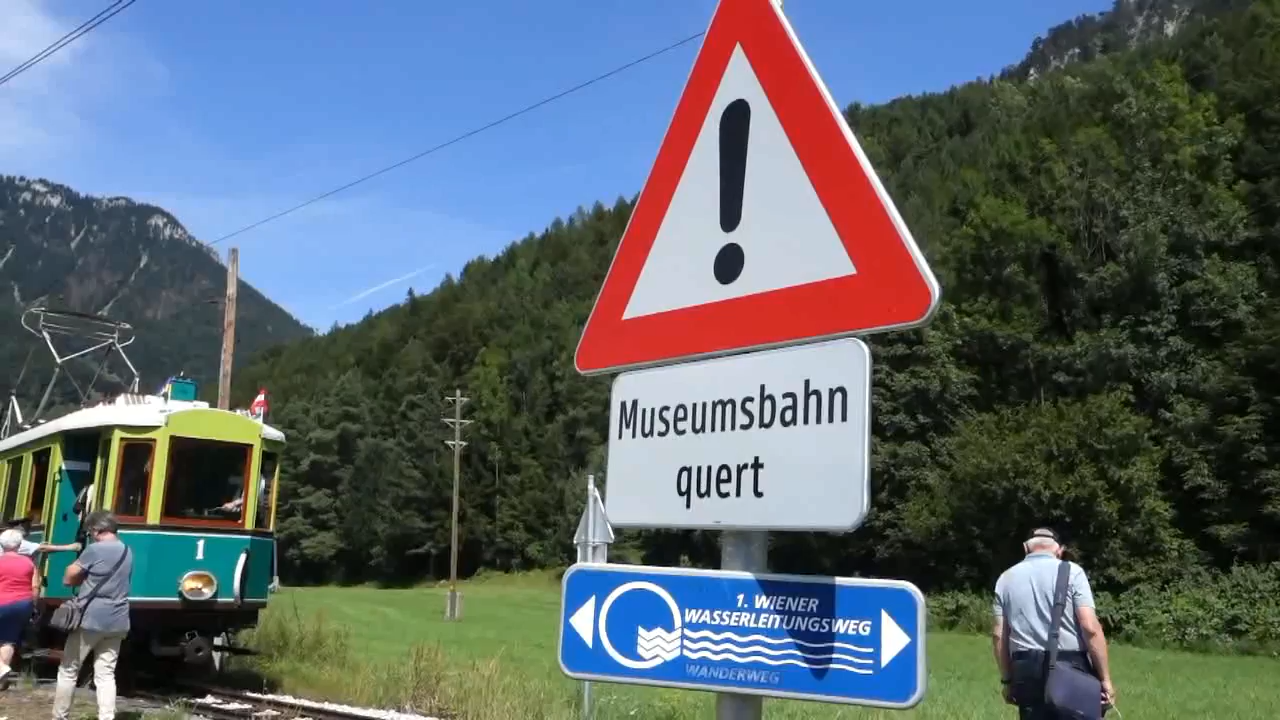 Museumsbahn
quert
1. WIENER
WASSERLEITUNGSWEG
WANDERWEG
1